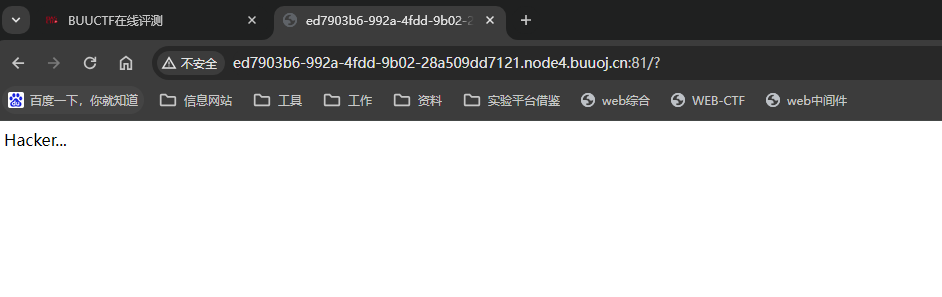 BUUCTF在线评测
ed7903b6-992a-4fdd-9b02-2
不安全 ed7903b6-992a-4fdd-9b02-28a509dd7121.node4.buuoj.cn:81/?
百度一下，你就知道 信息网站 工具 工作 资料 实验平台借鉴 web综合 WEB-CTF web中间件
Hacker...